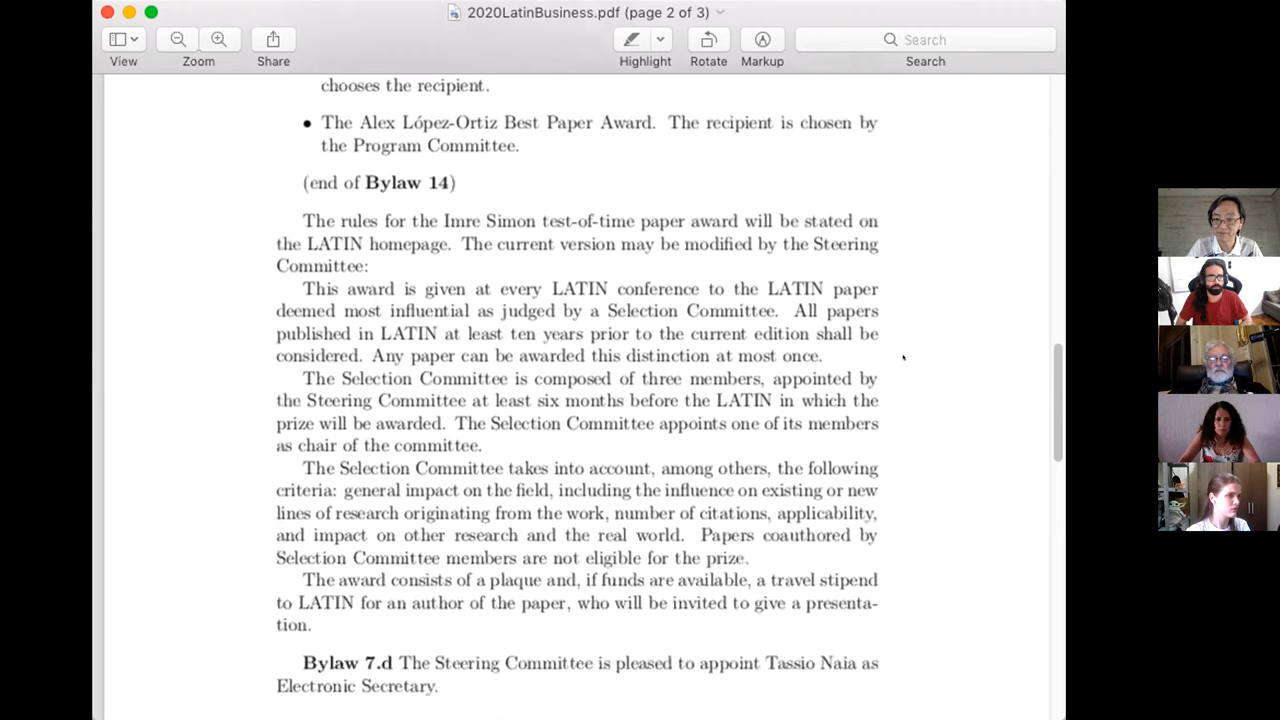 2020LatinBusiness.pdf (page 2 of 3)
View
Zoom
Share
Highlight
Rotate
Markup
Search
Search
chooses the recipient.
• The Alex López-Ortiz Best Paper Award. The recipient is chosen by
the Program Committee.
(end of Bylaw 14)
The rules for the Imre Simon test-of-time paper award will be stated on
the LATIN homepage. The current version may be modified by the Steering
Committee:
This award is given at every LATIN conference to the LATIN paper
deemed most influential as judged by a Selection Committee. All papers
published in LATIN at least ten years prior to the current edition shall be
considered. Any paper can be awarded this distinction at most once.
The Selection Committee is composed of three members, appointed by
the Steering Committee at least six months before the LATIN in which the
prize will be awarded. The Selection Committee appoints one of its members
as chair of the committee.
The Selection Committee takes into account, among others, the following
criteria: general impact on the field, including the influence on existing or new
lines of research originating from the work, number of citations, applicability,
and impact on other research and the real world. Papers coauthored by
Selection Committee members are not eligible for the prize.
The award consists of a plaque and, if funds are available, a travel stipend
to LATIN for an author of the paper, who will be invited to give a presenta-
tion.
Bylaw 7.d The Steering Committee is pleased to appoint Tassio Naia as
Electronic Secretary.